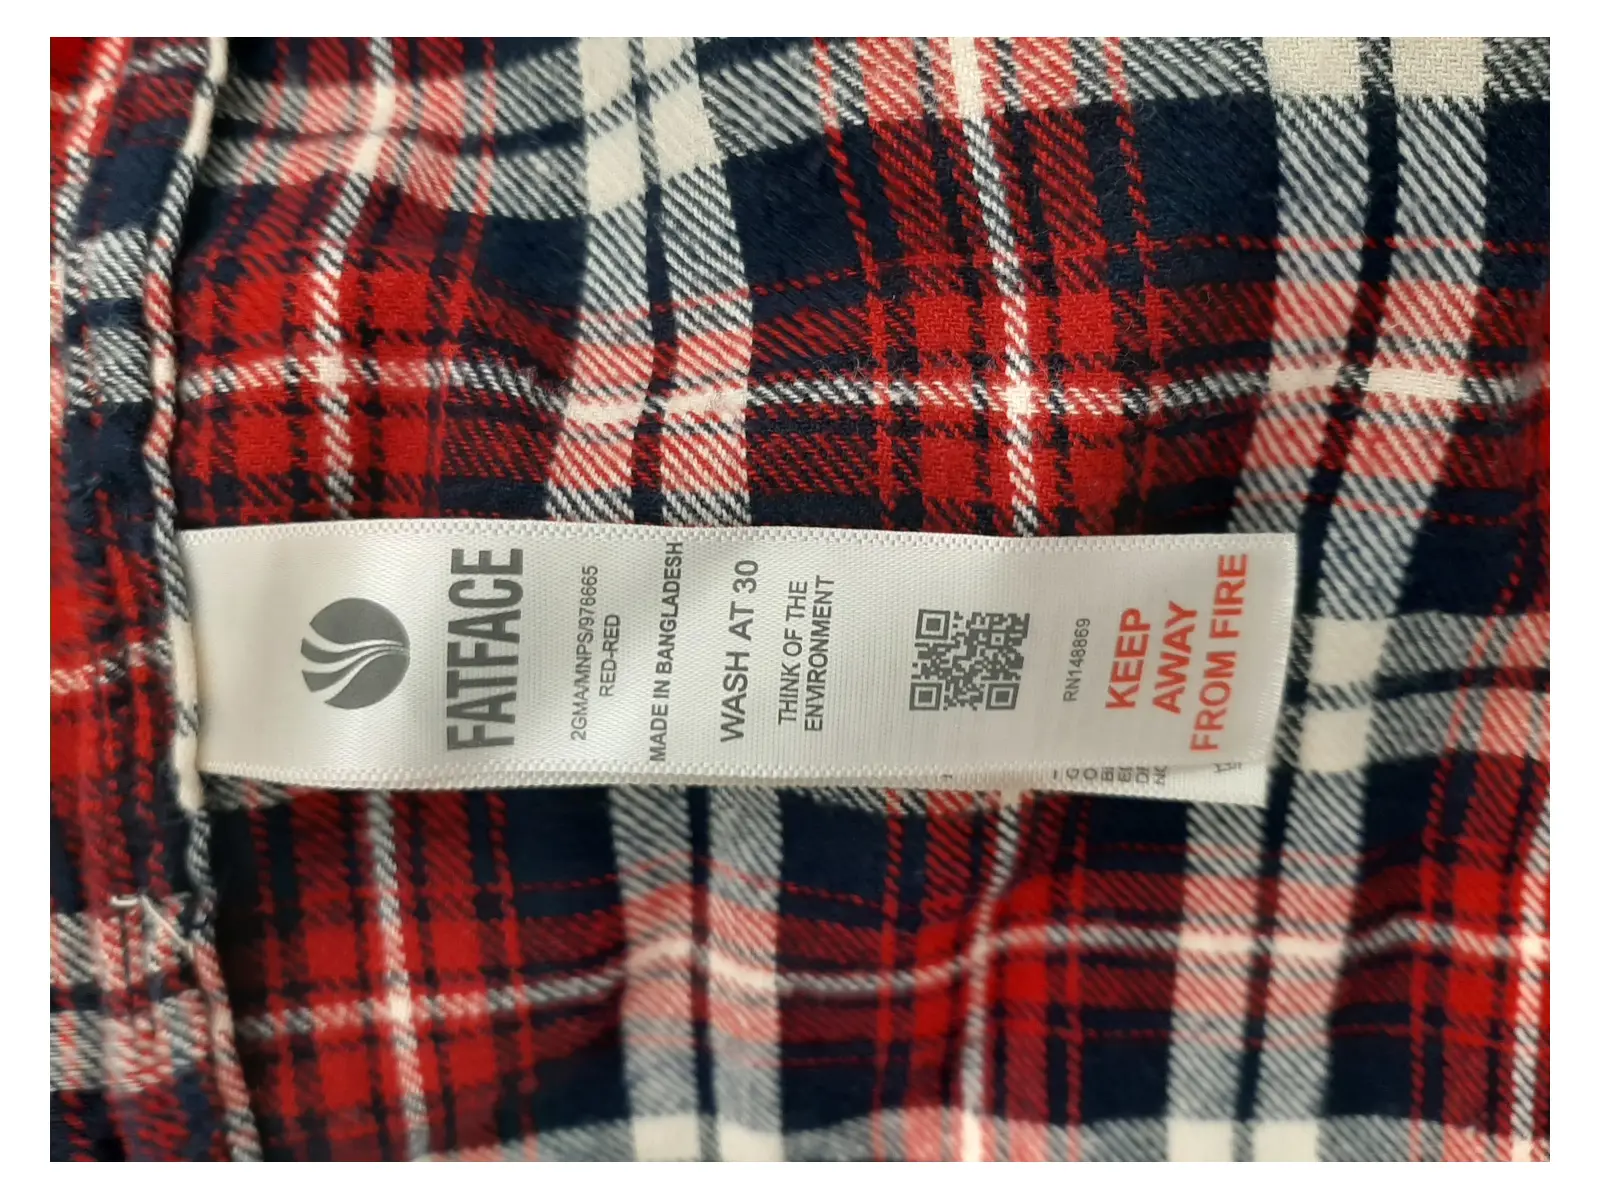 FATFACE
2GMA/MNPS/976665
RED-RED
MADE IN BANGLADESH
WASH AT 30
THINK OF THE
ENVIRONMENT
RN148869
KEEP
AWAY
FROM FIRE